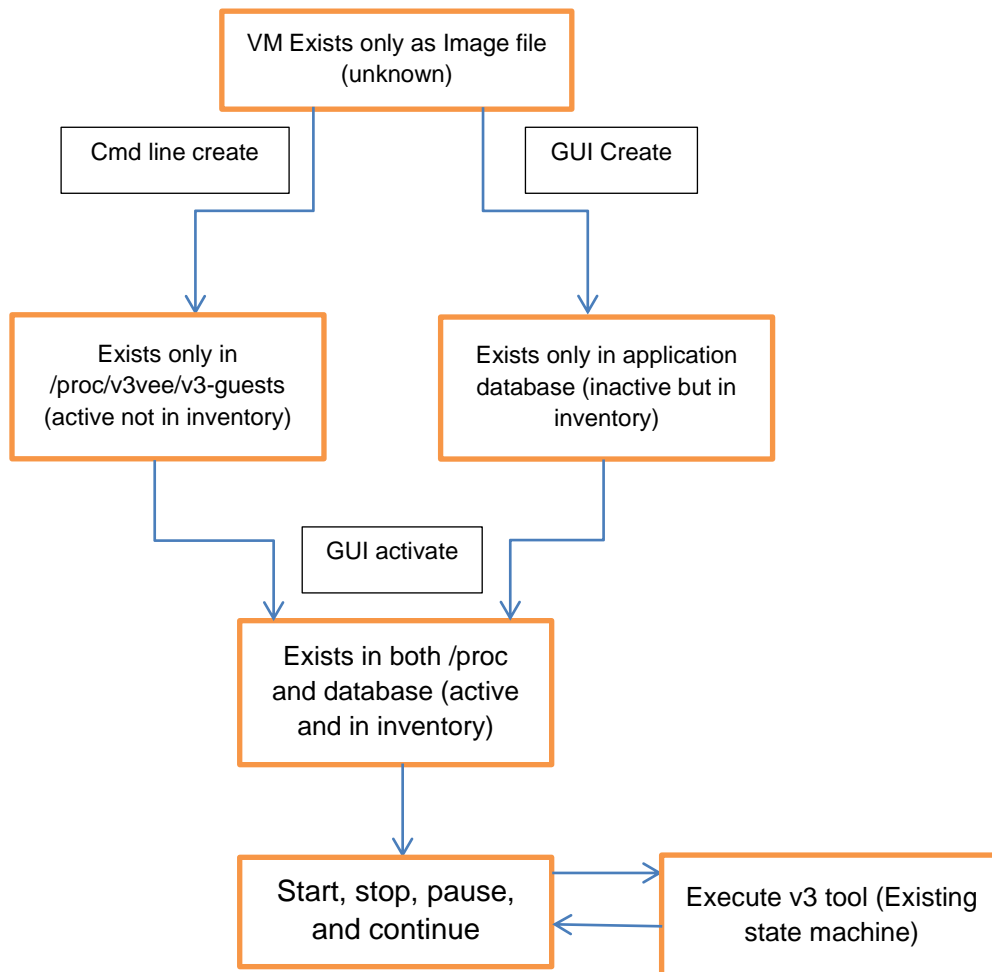 VM Exists only as Image file
(unknown)
Cmd line create
GUI Create
Exists only in
/proc/v3vee/v3-guests
(active not in inventory)
Exists only in application
database (inactive but in
inventory)
GUI activate
Exists in both /proc
and database (active
and in inventory)
Start, stop, pause,
and continue
Execute v3 tool (Existing
state machine)